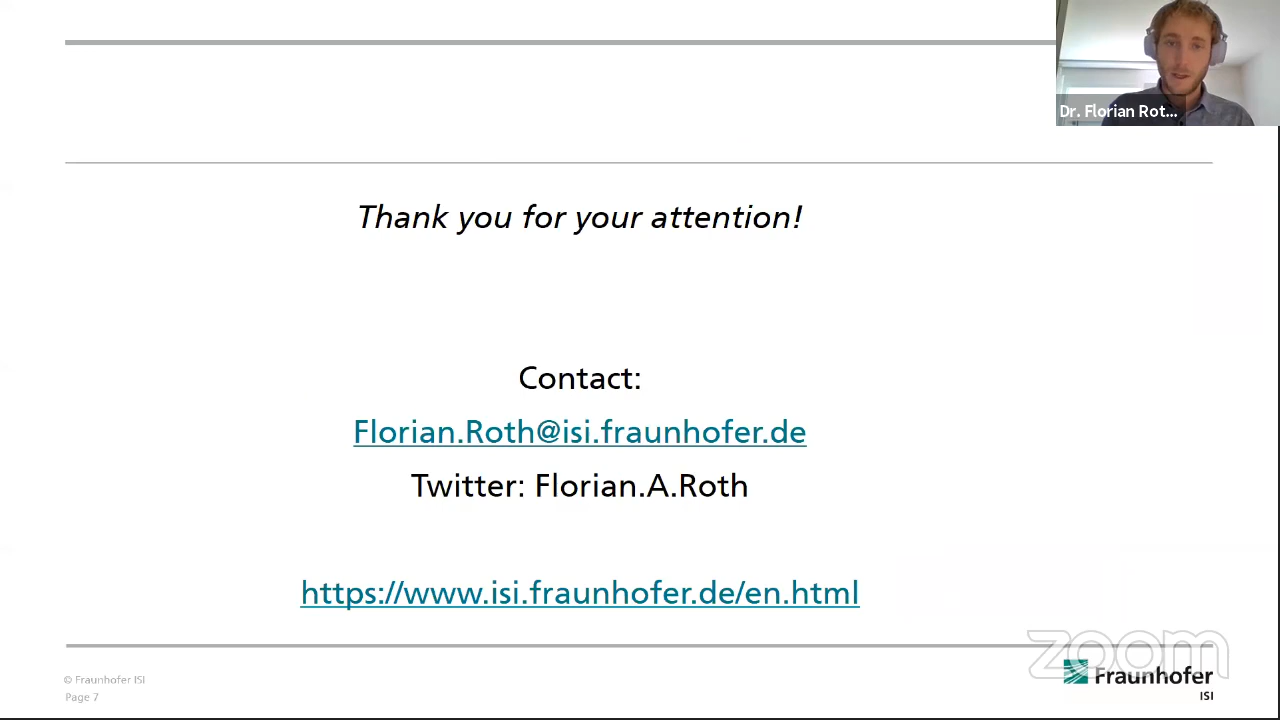 Dr. Florian Rot...
Thank you for your attention!
Contact:
Florian.Roth@isi.fraunhofer.de
Twitter: Florian.A.Roth
https://www.isi.fraunhofer.de/en.html
zoom
© Fraunhofer ISI
Page 7
Fraunhofer
ISI